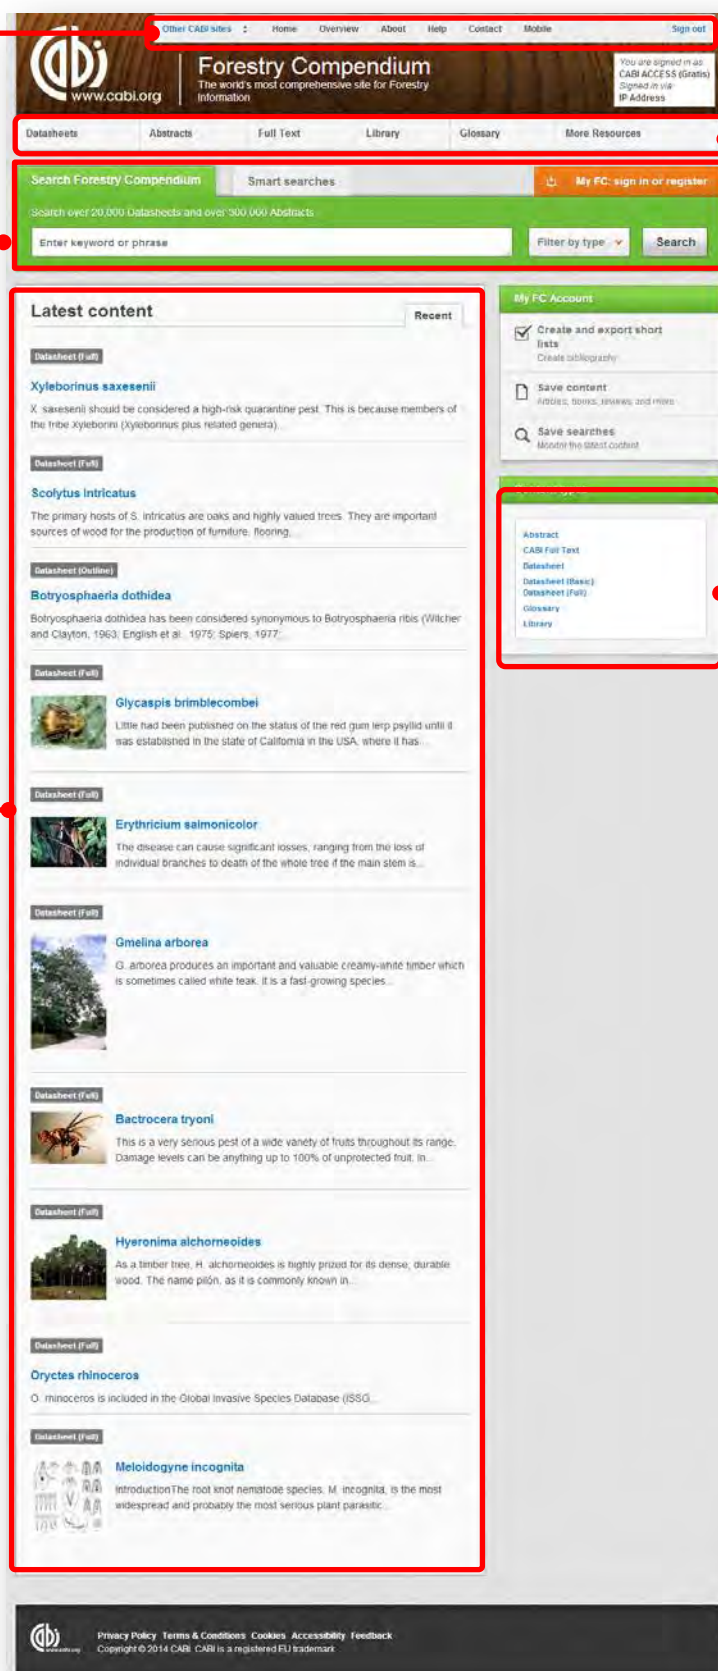 Other CABI sites Home Overview About Help Contact Mobile Sign out
cabi
www.cabi.org
Forestry Compendium
The world's most comprehensive site for Forestry
Information
You are signed in as:
CABI ACCESS (Gratis)
Signed in via:
IP Address
Datasheets Abstracts Full Text Library Glossary More Resources
Search Forestry Compendium Smart searches My FC: sign in or register
Search over 20,000 Datasheets and over 300,000 Abstracts
Enter keyword or phrase Filter by type Search
Latest content Recent
Datasheet (Full)
Xyleborinus saxesenii
X. saxesenii should be considered a high-risk quarantine pest. This is because members of
the tribe Xyleborini (Xyleborinus plus related genera)...
Datasheet (Full)
Scolytus intricatus
The primary hosts of S. intricatus are oaks and highly valued trees. They are important
sources of wood for the production of furniture, flooring,...
Datasheet (Outline)
Botryosphaeria dothidea
Botryosphaeria dothidea has been considered synonymous to Botryosphaeria ribis (Witcher
and Clayton, 1963; English et al., 1975; Spiers, 1977;...
Datasheet (Full)
Glycaspis brimblecombei
Little had been published on the status of the red gum lerp psyllid until it
was established in the state of California in the USA, where it has...
Datasheet (Full)
Erythricium salmonicolor
The disease can cause significant losses, ranging from the loss of
individual branches to death of the whole tree if the main stem is...
Datasheet (Full)
Gmelina arborea
G. arborea produces an important and valuable creamy-white timber which
is sometimes called white teak. It is a fast-growing species...
Datasheet (Full)
Bactrocera tryoni
This is a very serious pest of a wide variety of fruits throughout its range.
Damage levels can be anything up to 100% of unprotected fruit. In...
Datasheet (Full)
Hyeronima alchorneoides
As a timber tree, H. alchorneoides is highly prized for its dense, durable
wood. The name pilón, as it is commonly known in...
Datasheet (Full)
Oryctes rhinoceros
O. rhinoceros is included in the Global Invasive Species Database (ISSG,...
Datasheet (Full)
Meloidogyne incognita
IntroductionThe root knot nematode species, M. incognita, is the most
widespread and probably the most serious plant parasitic...
My FC Account
Create and export short
lists
Create bibliography
Save content
Articles, books, reviews, and more
Save searches
Monitor the latest content
Abstract
CABI Full Text
Datasheet
Datasheet (Basic)
Datasheet (Full)
Glossary
Library
cabi
www.cabi.org
Privacy Policy Terms & Conditions Cookies Accessibility Feedback
Copyright © 2014 CABI. CABI is a registered EU trademark